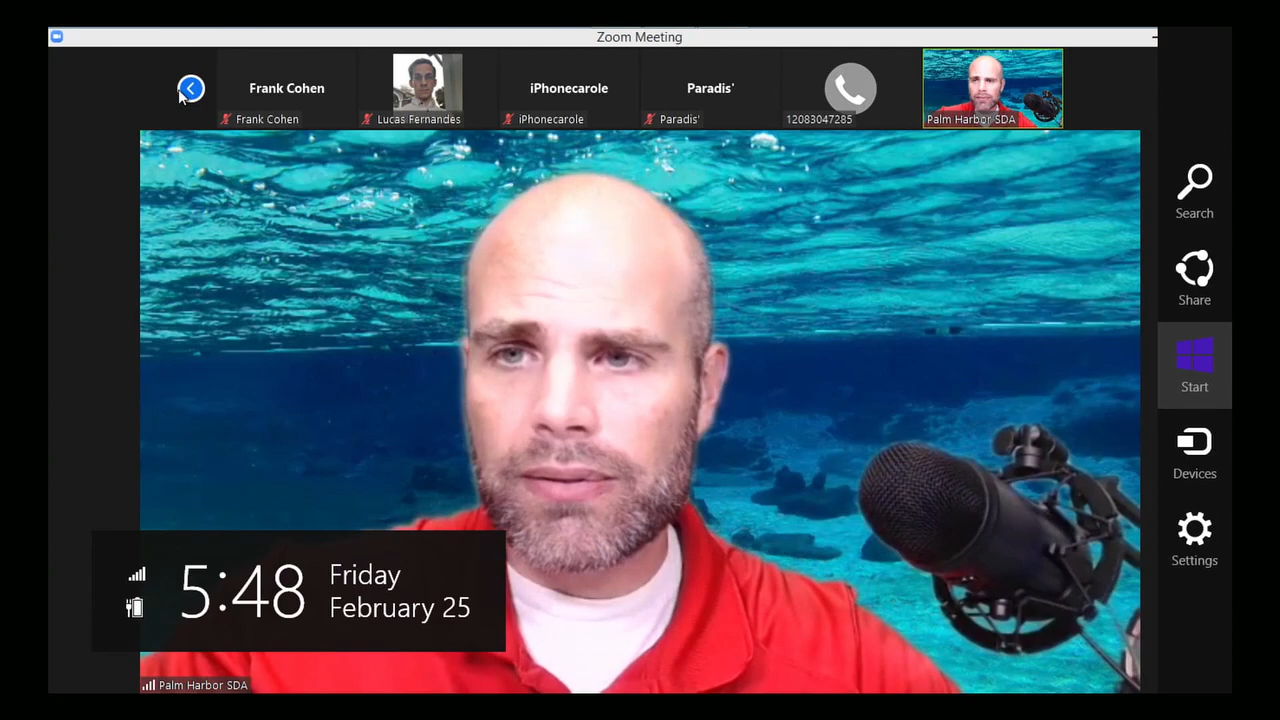 Zoom Meeting
Frank Cohen
iPhonecarole
Paradis'
Frank Cohen
Lucas Fernandes
iPhonecarole
Paradis'
12083047285
Palm Harbor SDA
Search
Share
Start
Devices
Settings
5:48
Friday
February 25
Palm Harbor SDA